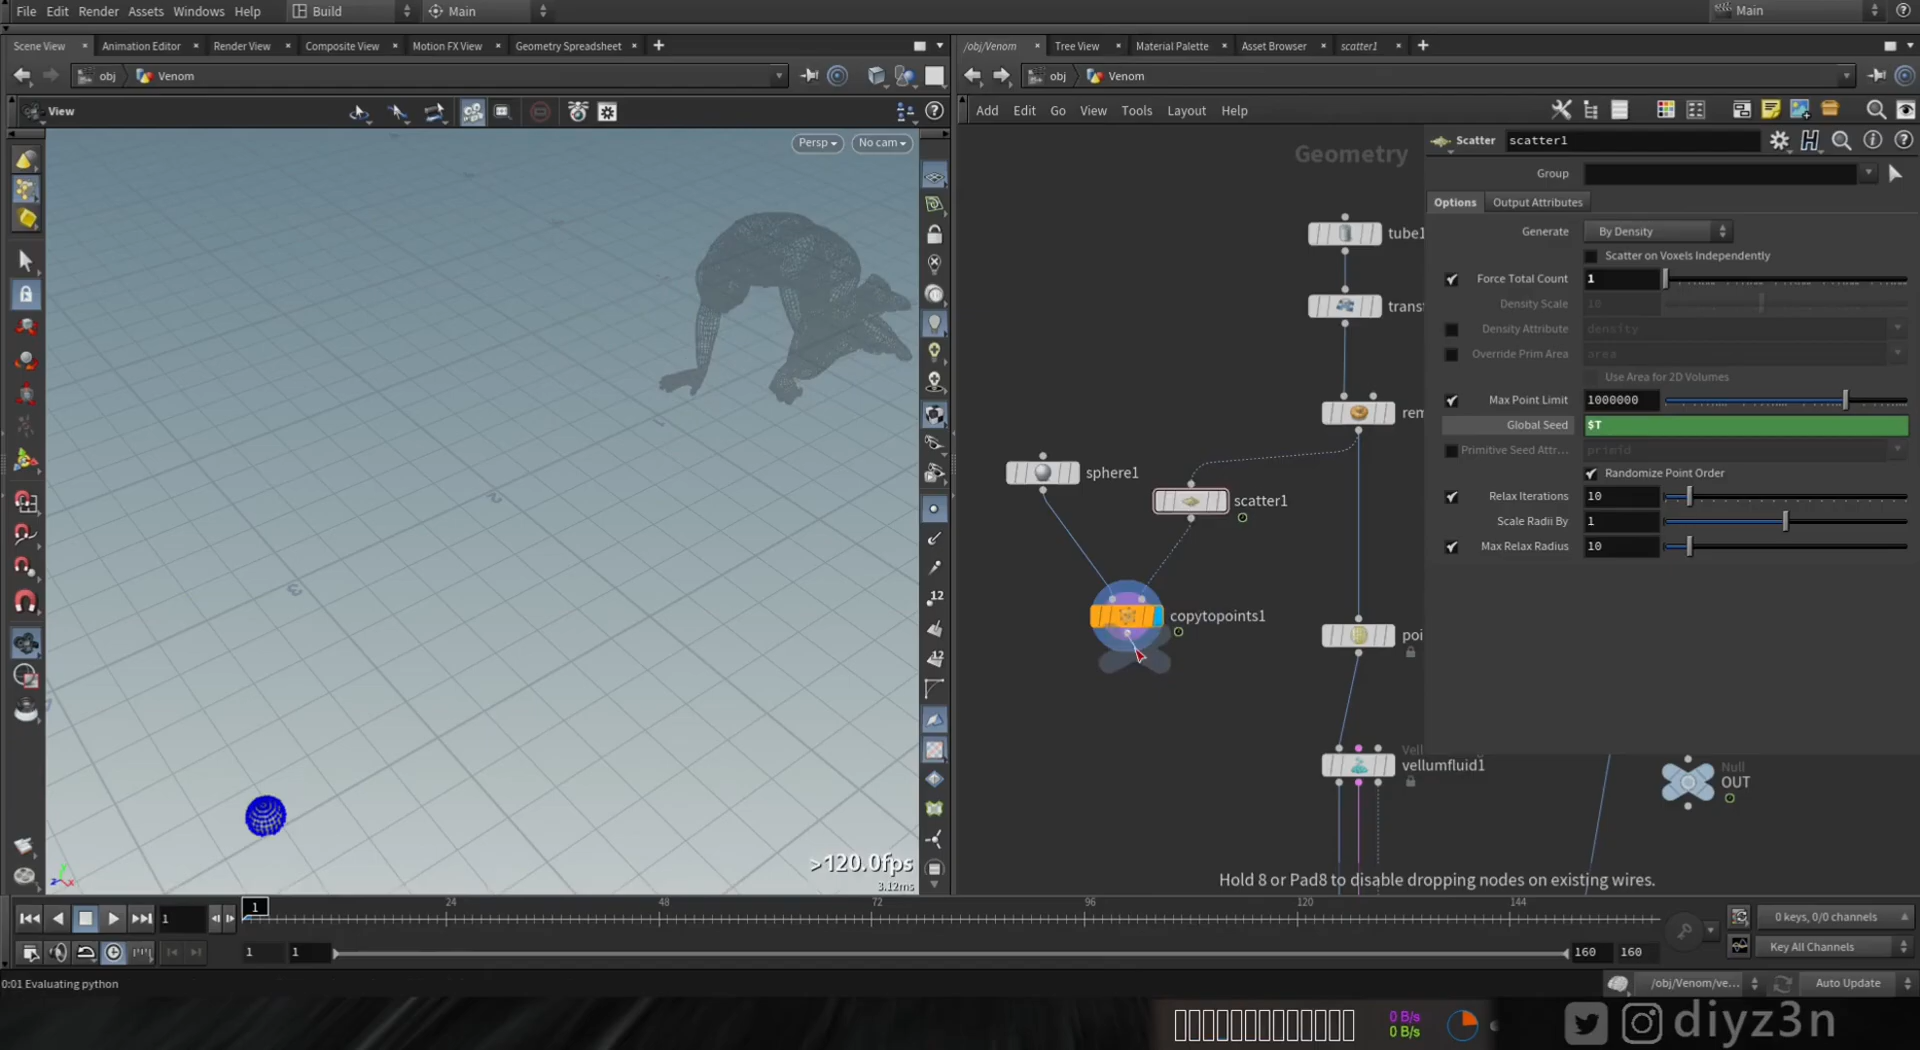 File Edit Render Assets Windows Help Build Main Main
Scene View Animation Editor Render View Composite View Motion FX View Geometry Spreadsheet
/obj/Venom Tree View Material Palette Asset Browser scatter1
obj Venom
obj Venom
View
Add Edit Go View Tools Layout Help
Persp No cam
Geometry
Scatter scatter1
Group
Options Output Attributes
Generate By Density
Scatter on Voxels Independently
Force Total Count 1
Density Scale 10
Density Attribute density
Override Prim Area area
Use Area for 2D Volumes
Max Point Limit 1000000
Global Seed $T
Primitive Seed Attr... primid
Randomize Point Order
Relax Iterations 10
Scale Radii By 1
Max Relax Radius 10
tube1
trans
rem
sphere1
scatter1
copytopoints1
poi
Vell
vellumfluid1
Null
OUT
12
12
2
3
>120.0fps
3.12ms
Hold 8 or Pad8 to disable dropping nodes on existing wires.
1 1 24 48 72 96 120 144
0 keys, 0/0 channels
1 1 160 160
Key All Channels
0:01 Evaluating python
/obj/Venom/ve... Auto Update
0 B/s
0 B/s
diyz3n